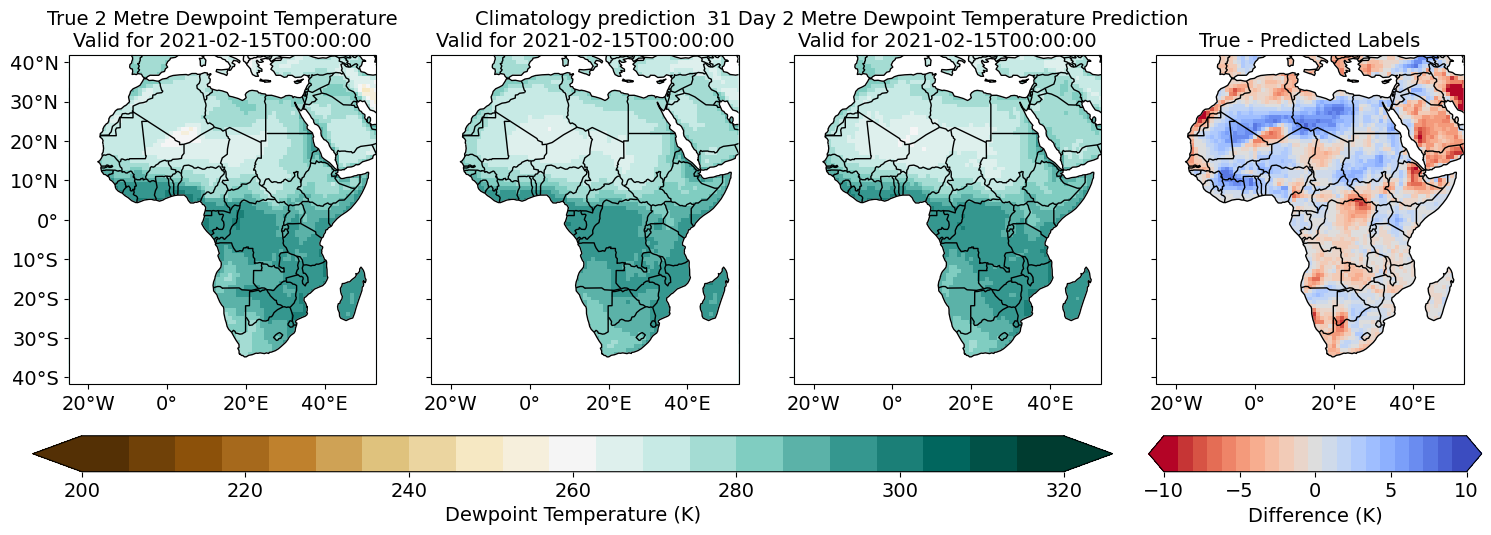 True 2 Metre Dewpoint Temperature
Valid for 2021-02-15T00:00:00
Climatology prediction  31 Day 2 Metre Dewpoint Temperature Prediction
Valid for 2021-02-15T00:00:00
Valid for 2021-02-15T00:00:00
True - Predicted Labels
40°N
30°N
20°N
10°N
0°
10°S
20°S
30°S
40°S
20°W 0° 20°E 40°E
20°W 0° 20°E 40°E
20°W 0° 20°E 40°E
20°W 0° 20°E 40°E
200 220 240 260 280 300 320
Dewpoint Temperature (K)
−10 −5 0 5 10
Difference (K)